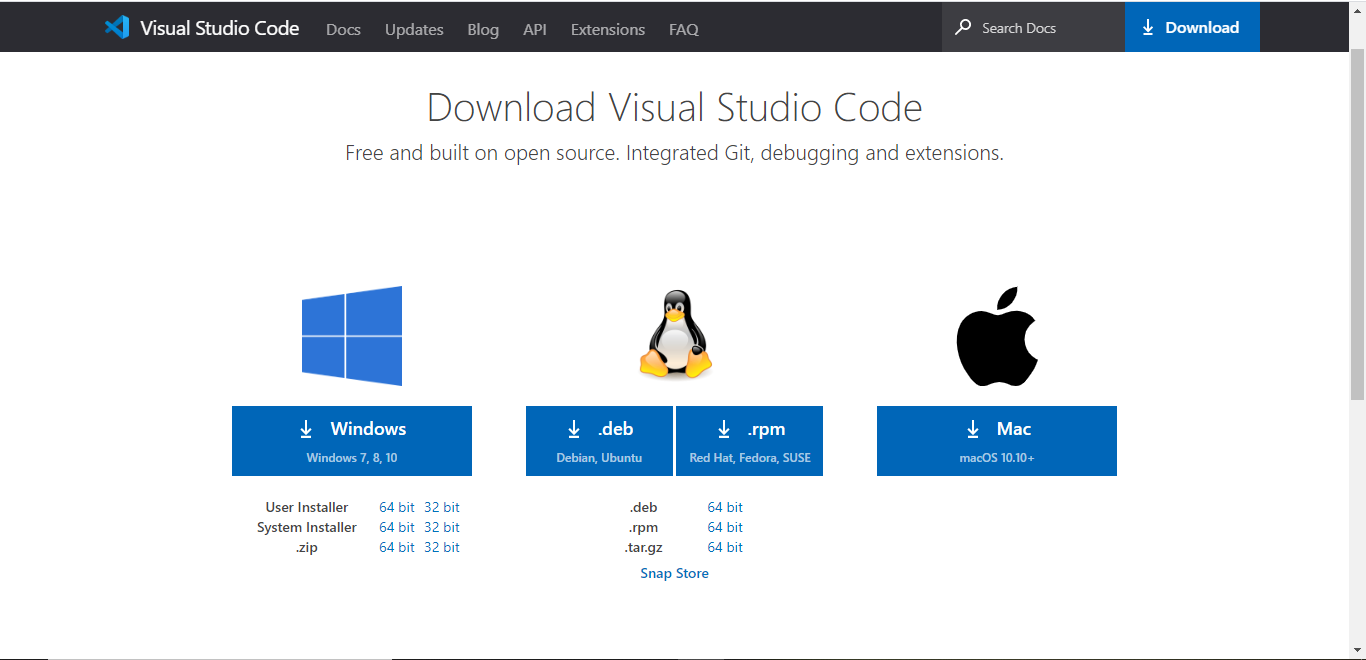 Visual Studio Code Docs Updates Blog API Extensions FAQ Search Docs Download
Download Visual Studio Code
Free and built on open source. Integrated Git, debugging and extensions.
Windows
Windows 7, 8, 10
User Installer 64 bit 32 bit
System Installer 64 bit 32 bit
.zip 64 bit 32 bit
.deb
Debian, Ubuntu
.rpm
Red Hat, Fedora, SUSE
.deb 64 bit
.rpm 64 bit
.tar.gz 64 bit
Snap Store
Mac
macOS 10.10+